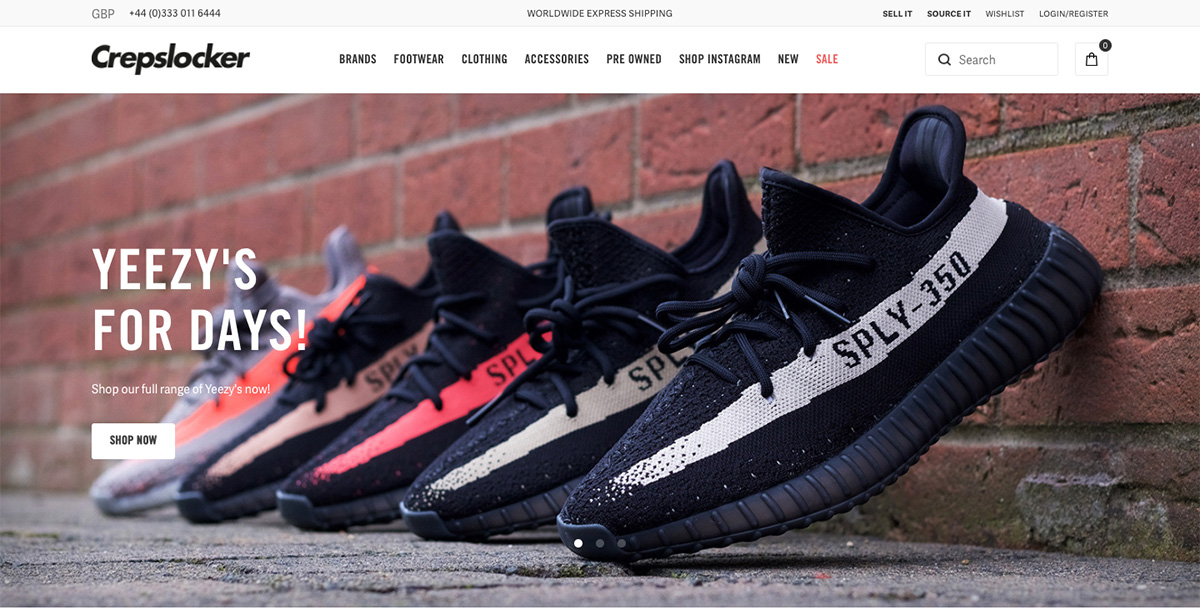 GBP +44 (0)333 011 6444 WORLDWIDE EXPRESS SHIPPING SELL IT SOURCE IT WISHLIST LOGIN/REGISTER
Crepslocker BRANDS FOOTWEAR CLOTHING ACCESSORIES PRE OWNED SHOP INSTAGRAM NEW SALE Search 0
YEEZY'S
FOR DAYS!
Shop our full range of Yeezy's now!
SHOP NOW
SPLY
SPL
SPL
SPLY-350